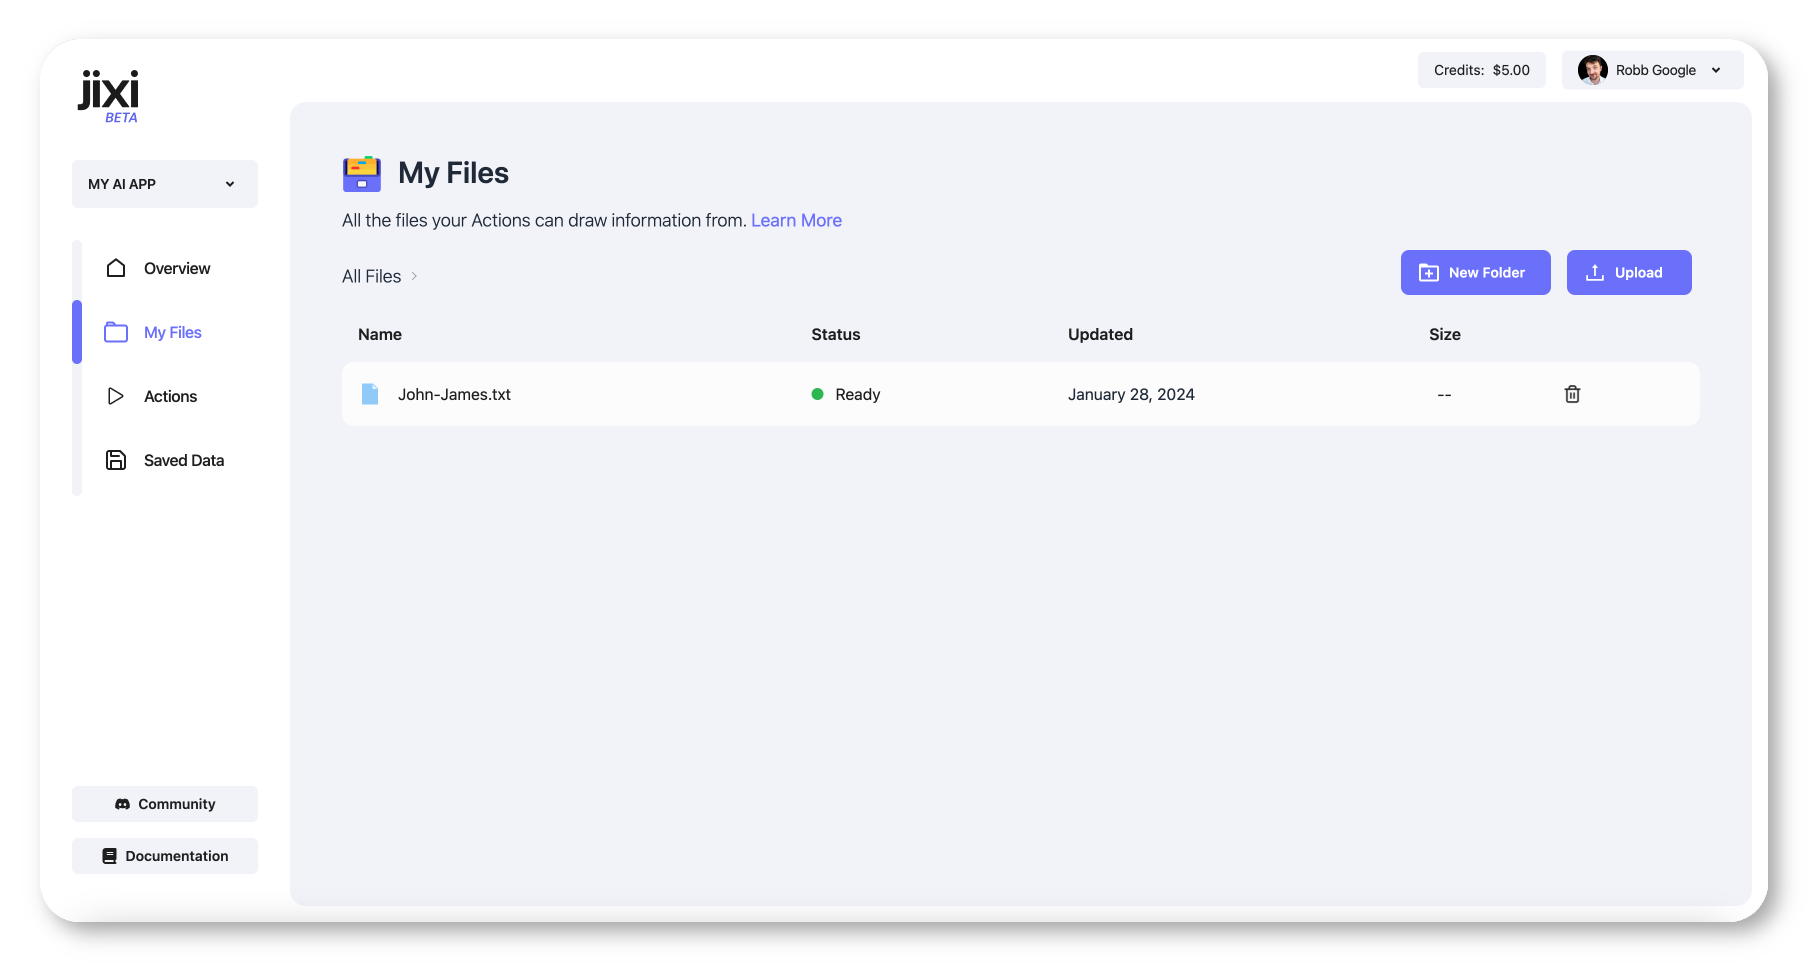 jixi
BETA
Credits: $5.00
Robb Google
MY AI APP
Overview
My Files
Actions
Saved Data
Community
Documentation
My Files
All the files your Actions can draw information from. Learn More
All Files
New Folder
Upload
Name Status Updated Size
John-James.txt Ready January 28, 2024 --